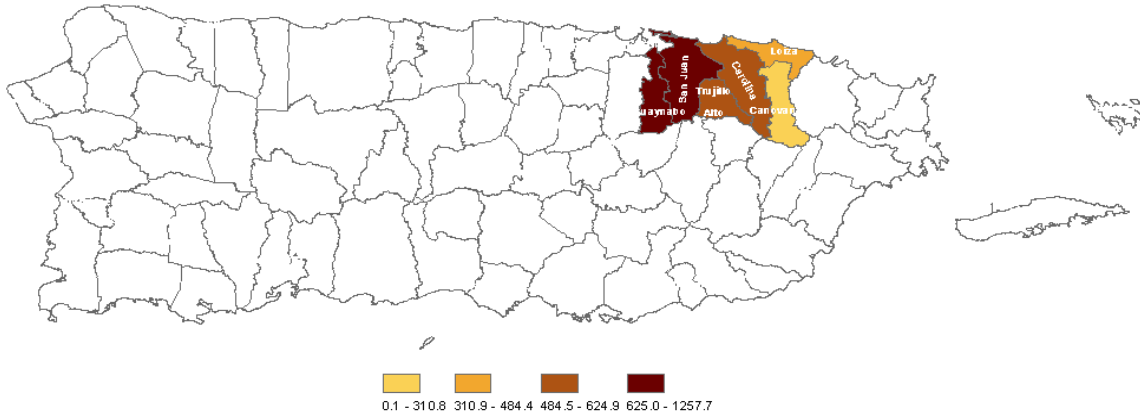 Loiza
San Juan
Carolina
Trujillo
Alto
uaynabo
Canovan
0.1 - 310.8 310.9 - 484.4 484.5 - 624.9 625.0 - 1257.7